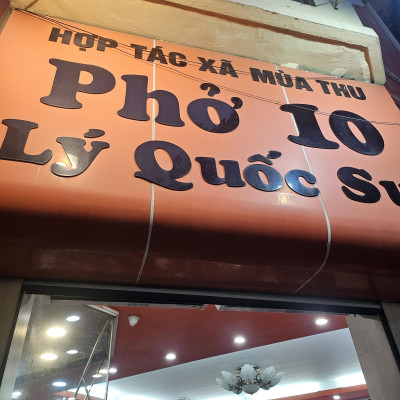 HỢP TÁC XÃ MÙA THU
Phở 10
Lý Quốc Sư